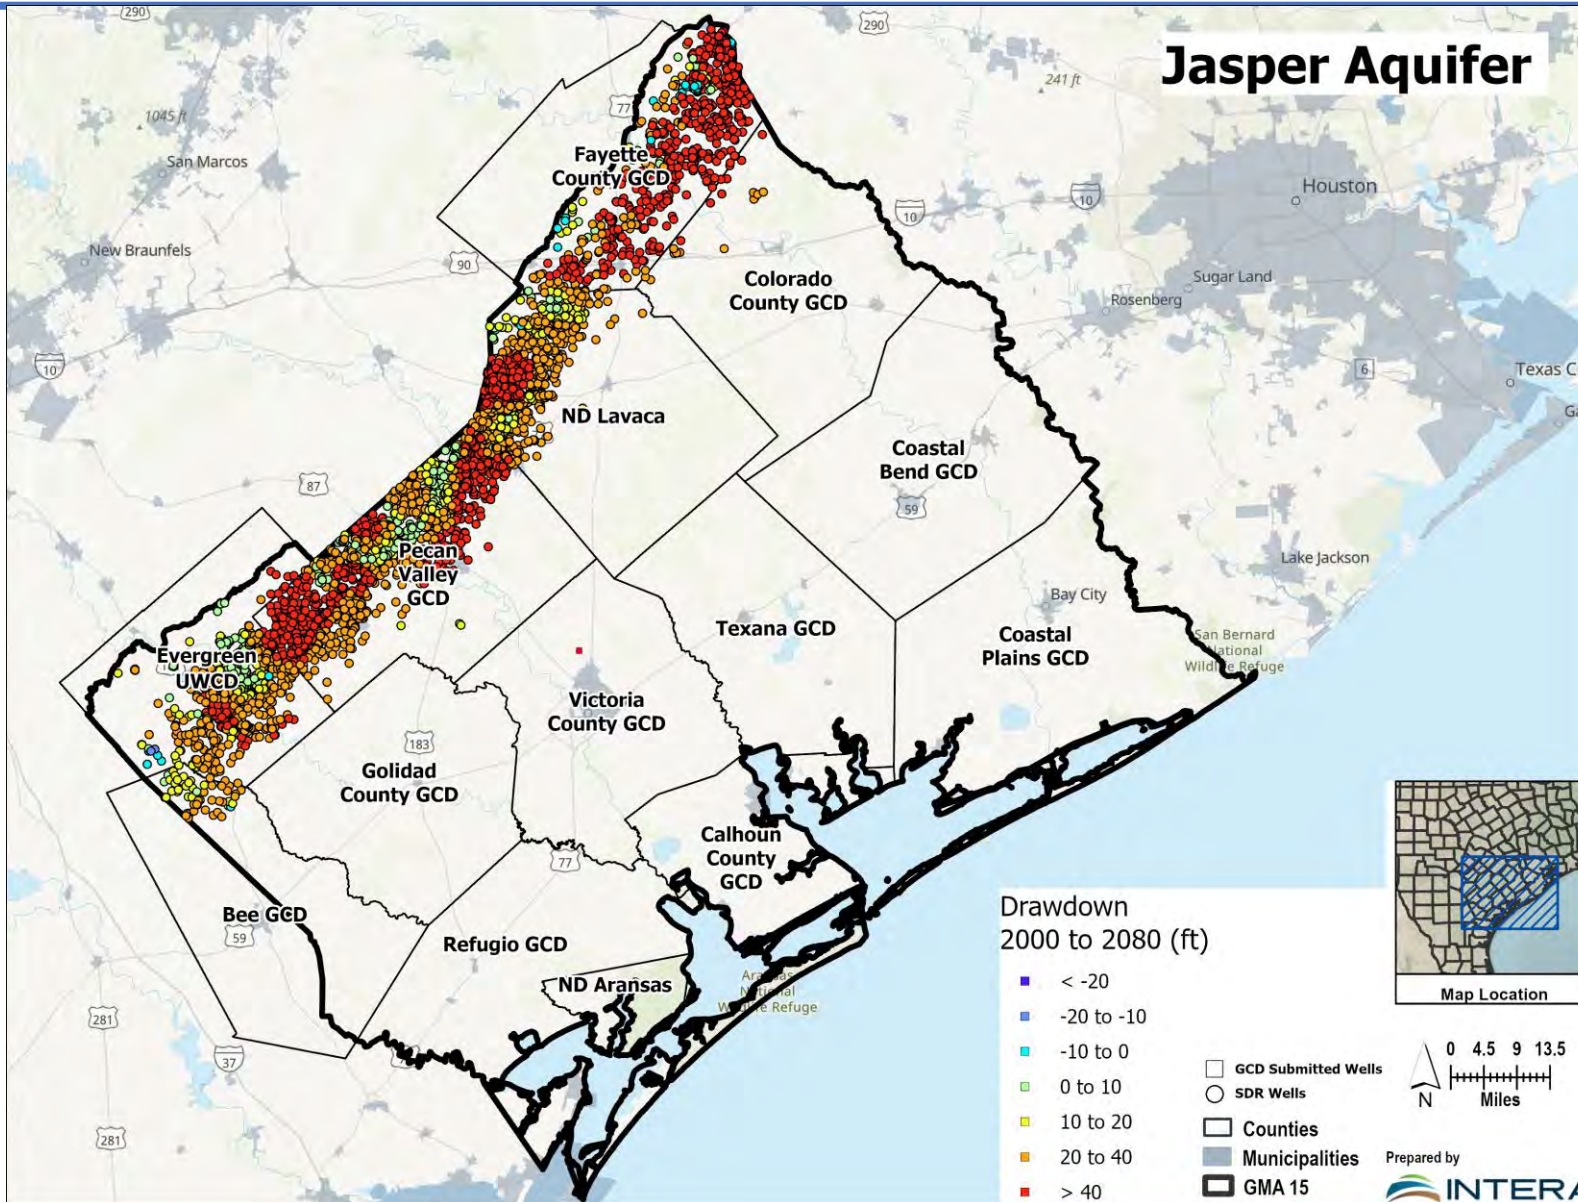 Jasper Aquifer
290
290
241 ft
1045 ft
77
San Marcos
Fayette
County GCD
Houston
10
10
New Braunfels
90
Sugar Land
Colorado
County GCD
Rosenberg
10
6
Texas C
Ga
ND Lavaca
Coastal
Bend GCD
87
59
Pecan
Valley
GCD
Lake Jackson
Bay City
Texana GCD
Coastal
Plains GCD
San Bernard
National
Wildlife Refuge
Evergreen
UWCD
Victoria
County GCD
183
Golidad
County GCD
Calhoun
County
GCD
77
Bee GCD
59
Refugio GCD
ND Aransas
Aransas
National
Wildlife Refuge
281
37
281
Drawdown
2000 to 2080 (ft)
< -20
-20 to -10
-10 to 0
0 to 10
10 to 20
20 to 40
> 40
GCD Submitted Wells
SDR Wells
Counties
Municipalities
GMA 15
Map Location
0 4.5 9 13.5
Miles
N
Prepared by
INTERA